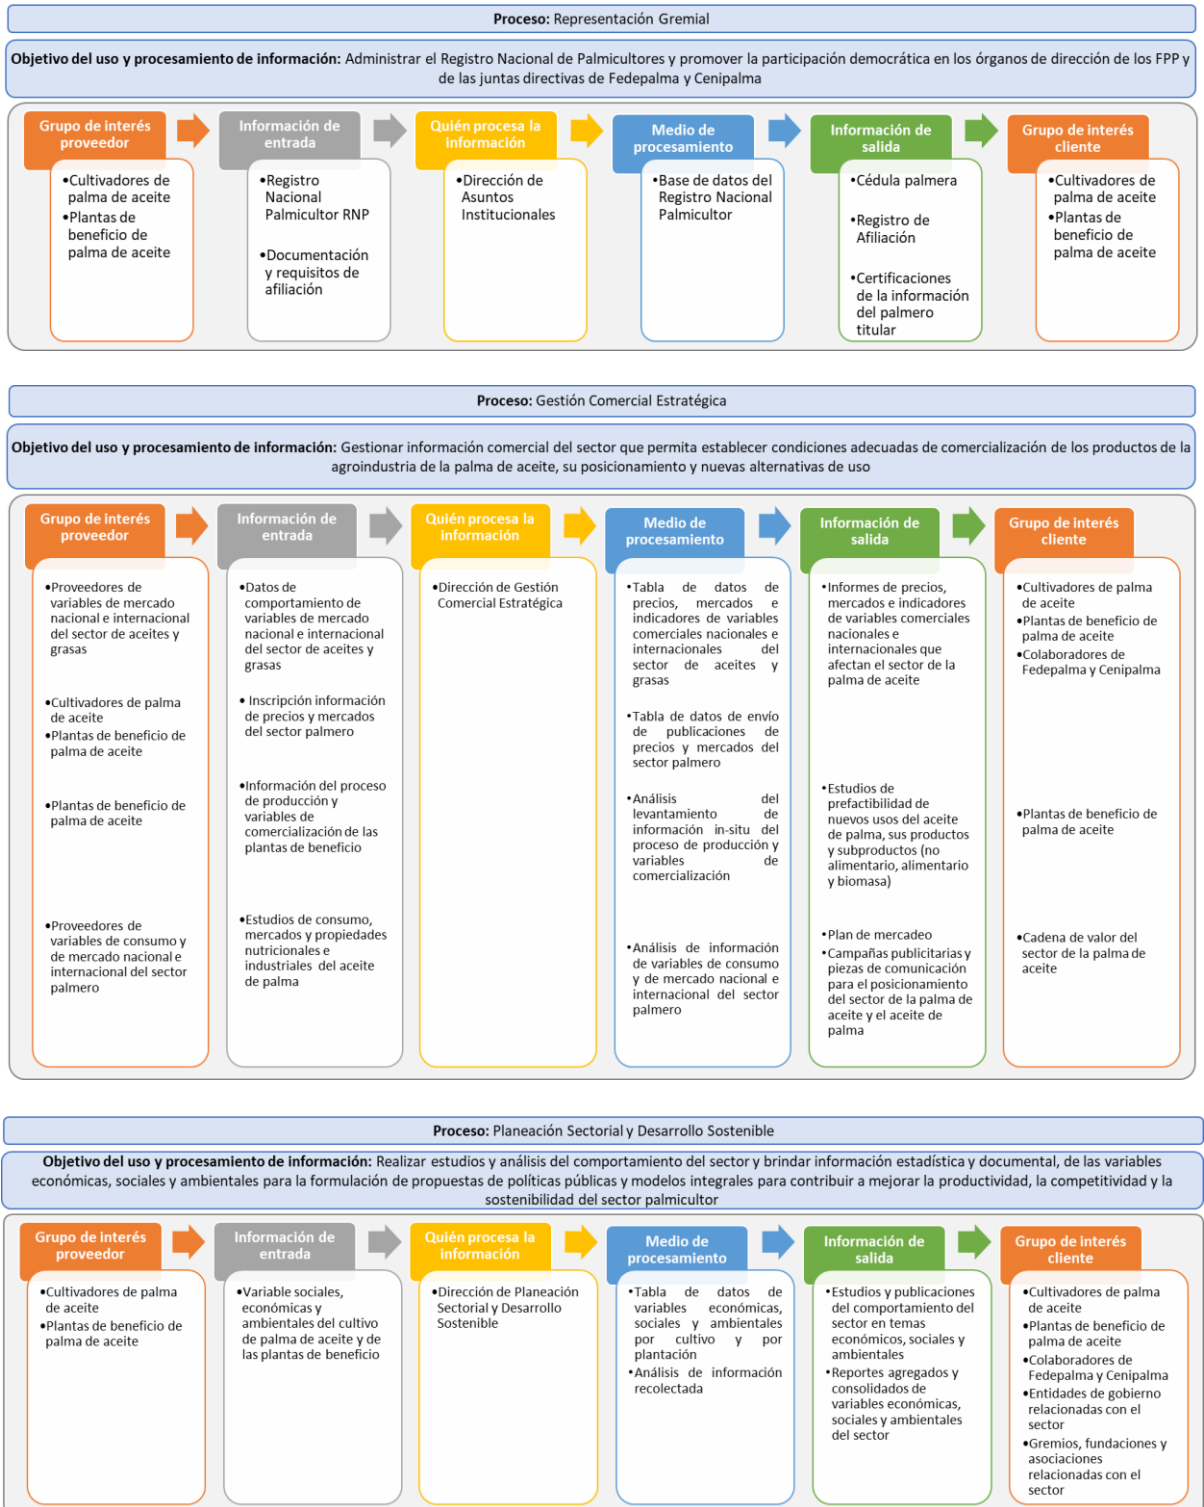 Proceso: Representación Gremial
Objetivo del uso y procesamiento de información: Administrar el Registro Nacional de Palmicultores y promover la participación democrática en los órganos de dirección de los FPP y
de las juntas directivas de Fedepalma y Cenipalma
Grupo de interés
proveedor
•Cultivadores de
palma de aceite
•Plantas de
beneficio de
palma de aceite
Información de
entrada
•Registro
Nacional
Palmicultor RNP
•Documentación
y requisitos de
afiliación
Quién procesa la
información
•Dirección de
Asuntos
Institucionales
Medio de
procesamiento
•Base de datos del
Registro Nacional
Palmicultor
Información de
salida
•Cédula palmera
•Registro de
Afiliación
•Certificaciones
de la información
del palmero
titular
Grupo de interés
cliente
•Cultivadores de
palma de aceite
•Plantas de
beneficio de
palma de aceite
Proceso: Gestión Comercial Estratégica
Objetivo del uso y procesamiento de información: Gestionar información comercial del sector que permita establecer condiciones adecuadas de comercialización de los productos de la
agroindustria de la palma de aceite, su posicionamiento y nuevas alternativas de uso
Grupo de interés
proveedor
•Proveedores de
variables de mercado
nacional e internacional
del sector de aceites y
grasas
•Cultivadores de palma
de aceite
•Plantas de beneficio de
palma de aceite
•Plantas de beneficio de
palma de aceite
•Proveedores de
variables de consumo y
de mercado nacional e
internacional del sector
palmero
Información de
entrada
•Datos de
comportamiento de
variables de mercado
nacional e internacional
del sector de aceites y
grasas
• Inscripción información
de precios y mercados
del sector palmero
•Información del proceso
de producción y
variables de
comercialización de las
plantas de beneficio
•Estudios de consumo,
mercados y propiedades
nutricionales e
industriales del aceite
de palma
Quién procesa la
información
•Dirección de Gestión
Comercial Estratégica
Medio de
procesamiento
•Tabla de datos de
precios, mercados e
indicadores de variables
comerciales nacionales e
internacionales del
sector de aceites y
grasas
•Tabla de datos de envío
de publicaciones de
precios y mercados del
sector palmero
•Análisis del
levantamiento de
información in-situ del
proceso de producción y
variables de
comercialización
•Análisis de información
de variables de consumo
y de mercado nacional e
internacional del sector
palmero
Información de
salida
•Informes de precios,
mercados e indicadores
de variables comerciales
nacionales e
internacionales que
afectan el sector de la
palma de aceite
•Estudios de
prefactibilidad de
nuevos usos del aceite
de palma, sus productos
y subproductos (no
alimentario, alimentario
y biomasa)
•Plan de mercadeo
•Campañas publicitarias y
piezas de comunicación
para el posicionamiento
del sector de la palma de
aceite y el aceite de
palma
Grupo de interés
cliente
•Cultivadores de palma
de aceite
•Plantas de beneficio de
palma de aceite
•Colaboradores de
Fedepalma y Cenipalma
•Plantas de beneficio de
palma de aceite
•Cadena de valor del
sector de la palma de
aceite
Proceso: Planeación Sectorial y Desarrollo Sostenible
Objetivo del uso y procesamiento de información: Realizar estudios y análisis del comportamiento del sector y brindar información estadística y documental, de las variables
económicas, sociales y ambientales para la formulación de propuestas de políticas públicas y modelos integrales para contribuir a mejorar la productividad, la competitividad y la
sostenibilidad del sector palmicultor
Grupo de interés
proveedor
•Cultivadores de palma
de aceite
•Plantas de beneficio de
palma de aceite
Información de
entrada
•Variable sociales,
económicas y
ambientales del cultivo
de palma de aceite y de
las plantas de beneficio
Quién procesa la
información
•Dirección de Planeación
Sectorial y Desarrollo
Sostenible
Medio de
procesamiento
•Tabla de datos de
variables económicas,
sociales y ambientales
por cultivo y por
plantación
•Análisis de información
recolectada
Información de
salida
•Estudios y publicaciones
del comportamiento del
sector en temas
económicos, sociales y
ambientales
•Reportes agregados y
consolidados de
variables económicas,
sociales y ambientales
del sector
Grupo de interés
cliente
•Cultivadores de palma
de aceite
•Plantas de beneficio de
palma de aceite
•Colaboradores de
Fedepalma y Cenipalma
•Entidades de gobierno
relacionadas con el
sector
•Gremios, fundaciones y
asociaciones
relacionadas con el
sector